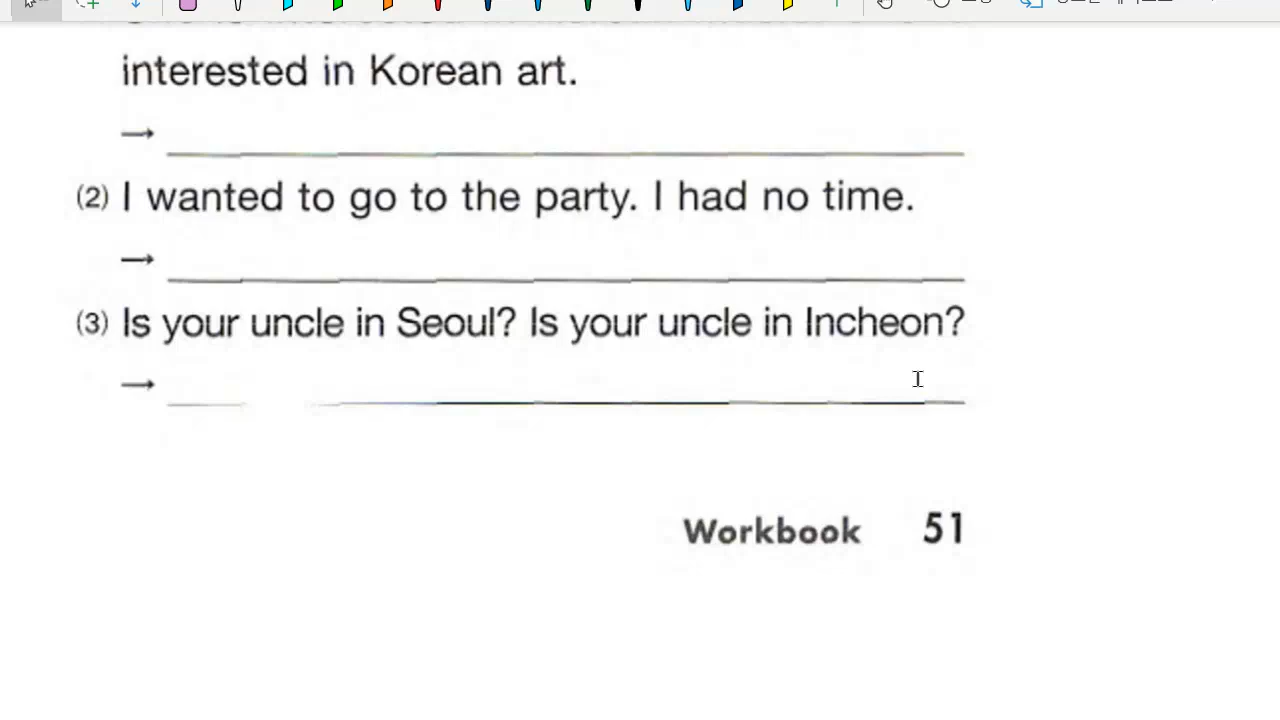 interested in Korean art.
→
(2) I wanted to go to the party. I had no time.
→
(3) Is your uncle in Seoul? Is your uncle in Incheon?
→
Workbook 51